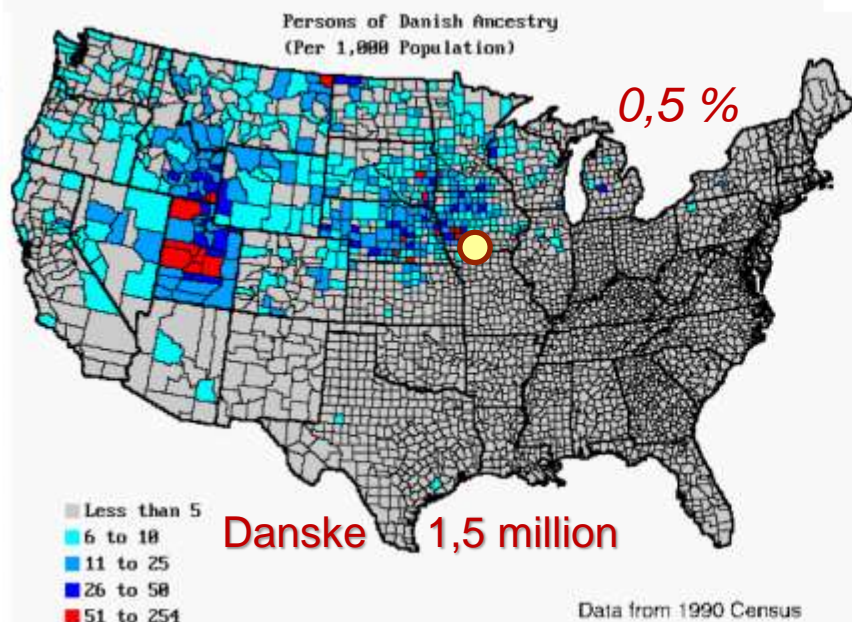 Persons of Danish Ancestry
(Per 1,000 Population)
0,5 %
Less than 5
6 to 10
11 to 25
26 to 50
51 to 254
Danske 1,5 million
Data from 1990 Census